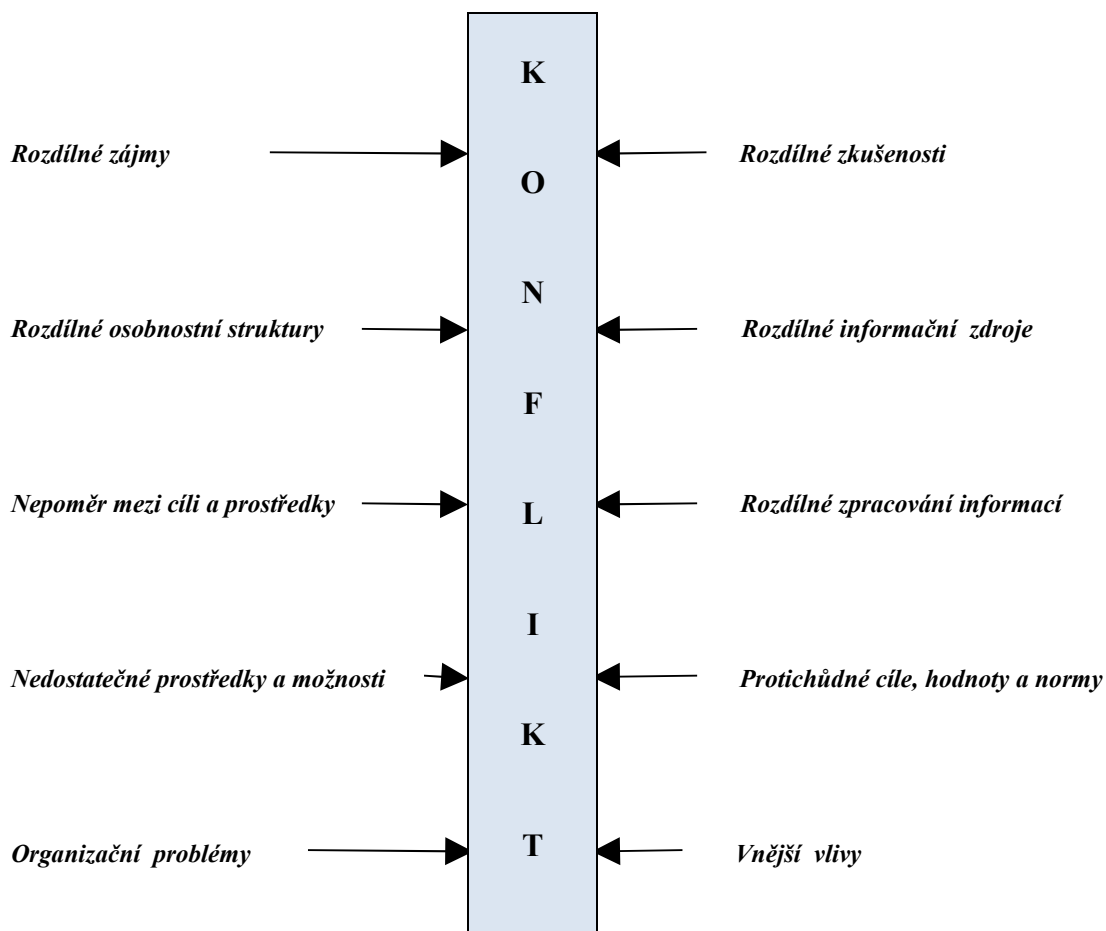 K
Rozdílné zájmy
Rozdílné zkušenosti
O
N
Rozdílné osobnostní struktury
Rozdílné informační zdroje
F
Nepoměr mezi cíli a prostředky
L
Rozdílné zpracování informací
I
Nedostatečné prostředky a možnosti
Protichůdné cíle, hodnoty a normy
K
Organizační problémy
T
Vnější vlivy